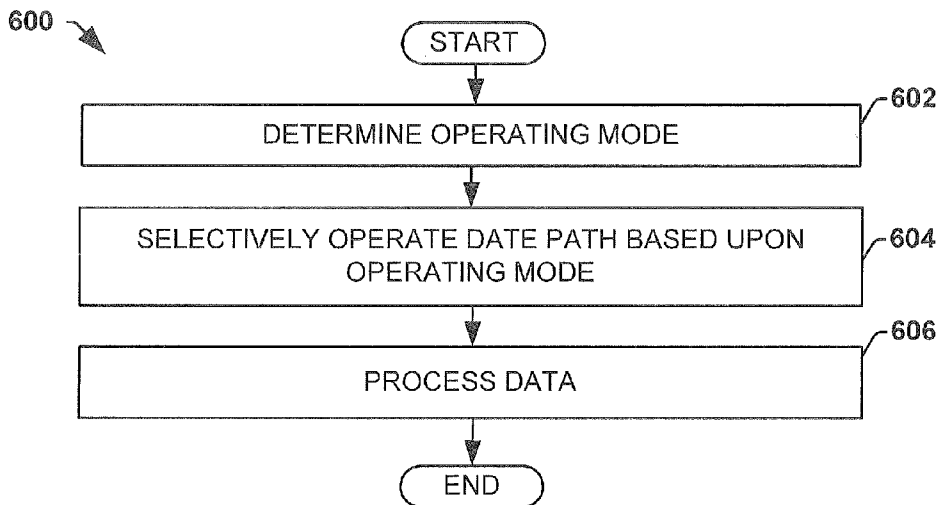 600
START
602
DETERMINE OPERATING MODE
SELECTIVELY OPERATE DATE PATH BASED UPON
OPERATING MODE
604
606
PROCESS DATA
END